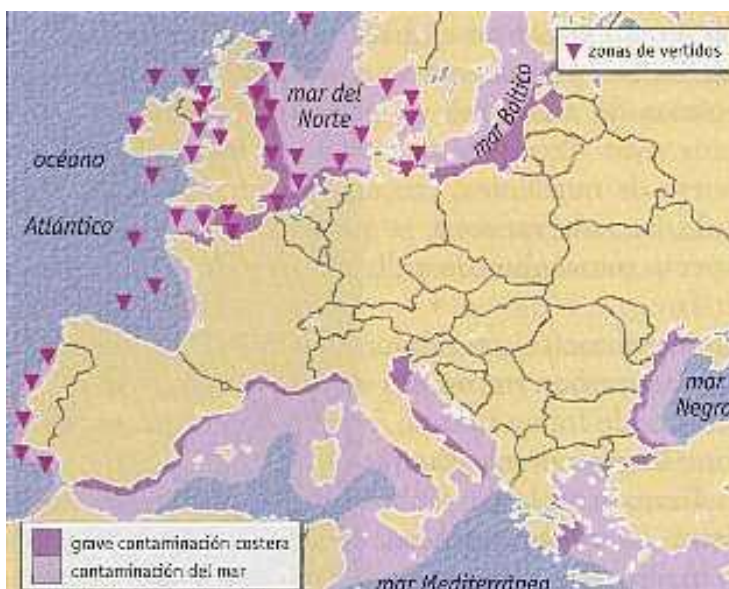 zonas de vertidos
mar del
Norte
mar Báltico
océano
Atlántico
mar
Negro
grave contaminación costera
contaminación del mar
mar Mediterráneo